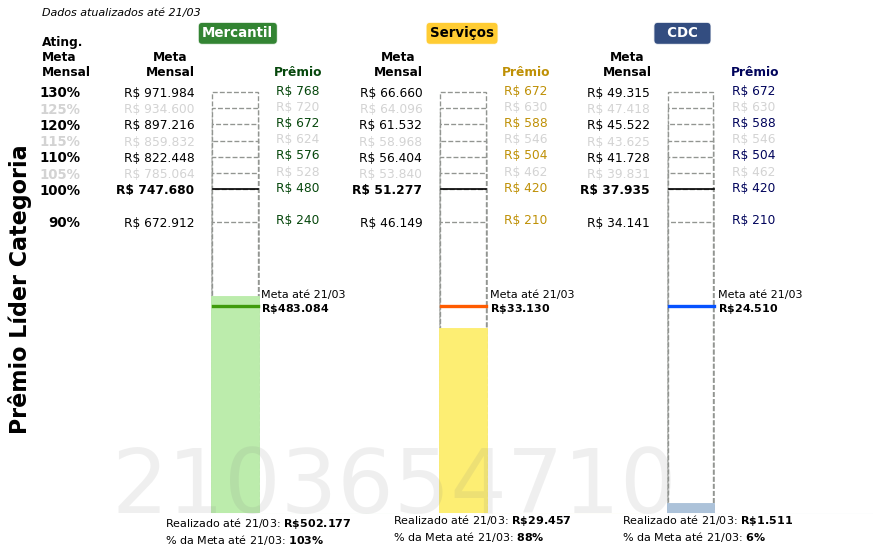 Dados atualizados até 21/03
Mercantil Serviços CDC
Ating. Meta Mensal Meta Mensal Prêmio Meta Mensal Prêmio Meta Mensal Prêmio
130% R$ 971.984 R$ 768 R$ 66.660 R$ 672 R$ 49.315 R$ 672
125% R$ 934.600 R$ 720 R$ 64.096 R$ 630 R$ 47.418 R$ 630
120% R$ 897.216 R$ 672 R$ 61.532 R$ 588 R$ 45.522 R$ 588
115% R$ 859.832 R$ 624 R$ 58.968 R$ 546 R$ 43.625 R$ 546
110% R$ 822.448 R$ 576 R$ 56.404 R$ 504 R$ 41.728 R$ 504
105% R$ 785.064 R$ 528 R$ 53.840 R$ 462 R$ 39.831 R$ 462
100% R$ 747.680 R$ 480 R$ 51.277 R$ 420 R$ 37.935 R$ 420
90% R$ 672.912 R$ 240 R$ 46.149 R$ 210 R$ 34.141 R$ 210
Prêmio Líder Categoria
Meta até 21/03 Meta até 21/03 Meta até 21/03
R$483.084 R$33.130 R$24.510
2103654710
Realizado até 21/03: R$502.177 Realizado até 21/03: R$29.457 Realizado até 21/03: R$1.511
% da Meta até 21/03: 103% % da Meta até 21/03: 88% % da Meta até 21/03: 6%